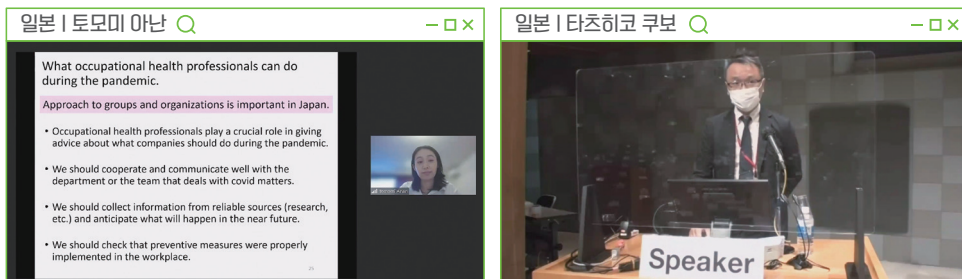 일본 | 토모미 아난
일본 | 타츠히코 쿠보
What occupational health professionals can do
during the pandemic.
Approach to groups and organizations is important in Japan.
• Occupational health professionals play a crucial role in giving
advice about what companies should do during the pandemic.
• We should cooperate and communicate well with the
department or the team that deals with covid matters.
• We should collect information from reliable sources (research,
etc.) and anticipate what will happen in the near future.
• We should check that preventive measures were properly
implemented in the workplace.
Speaker